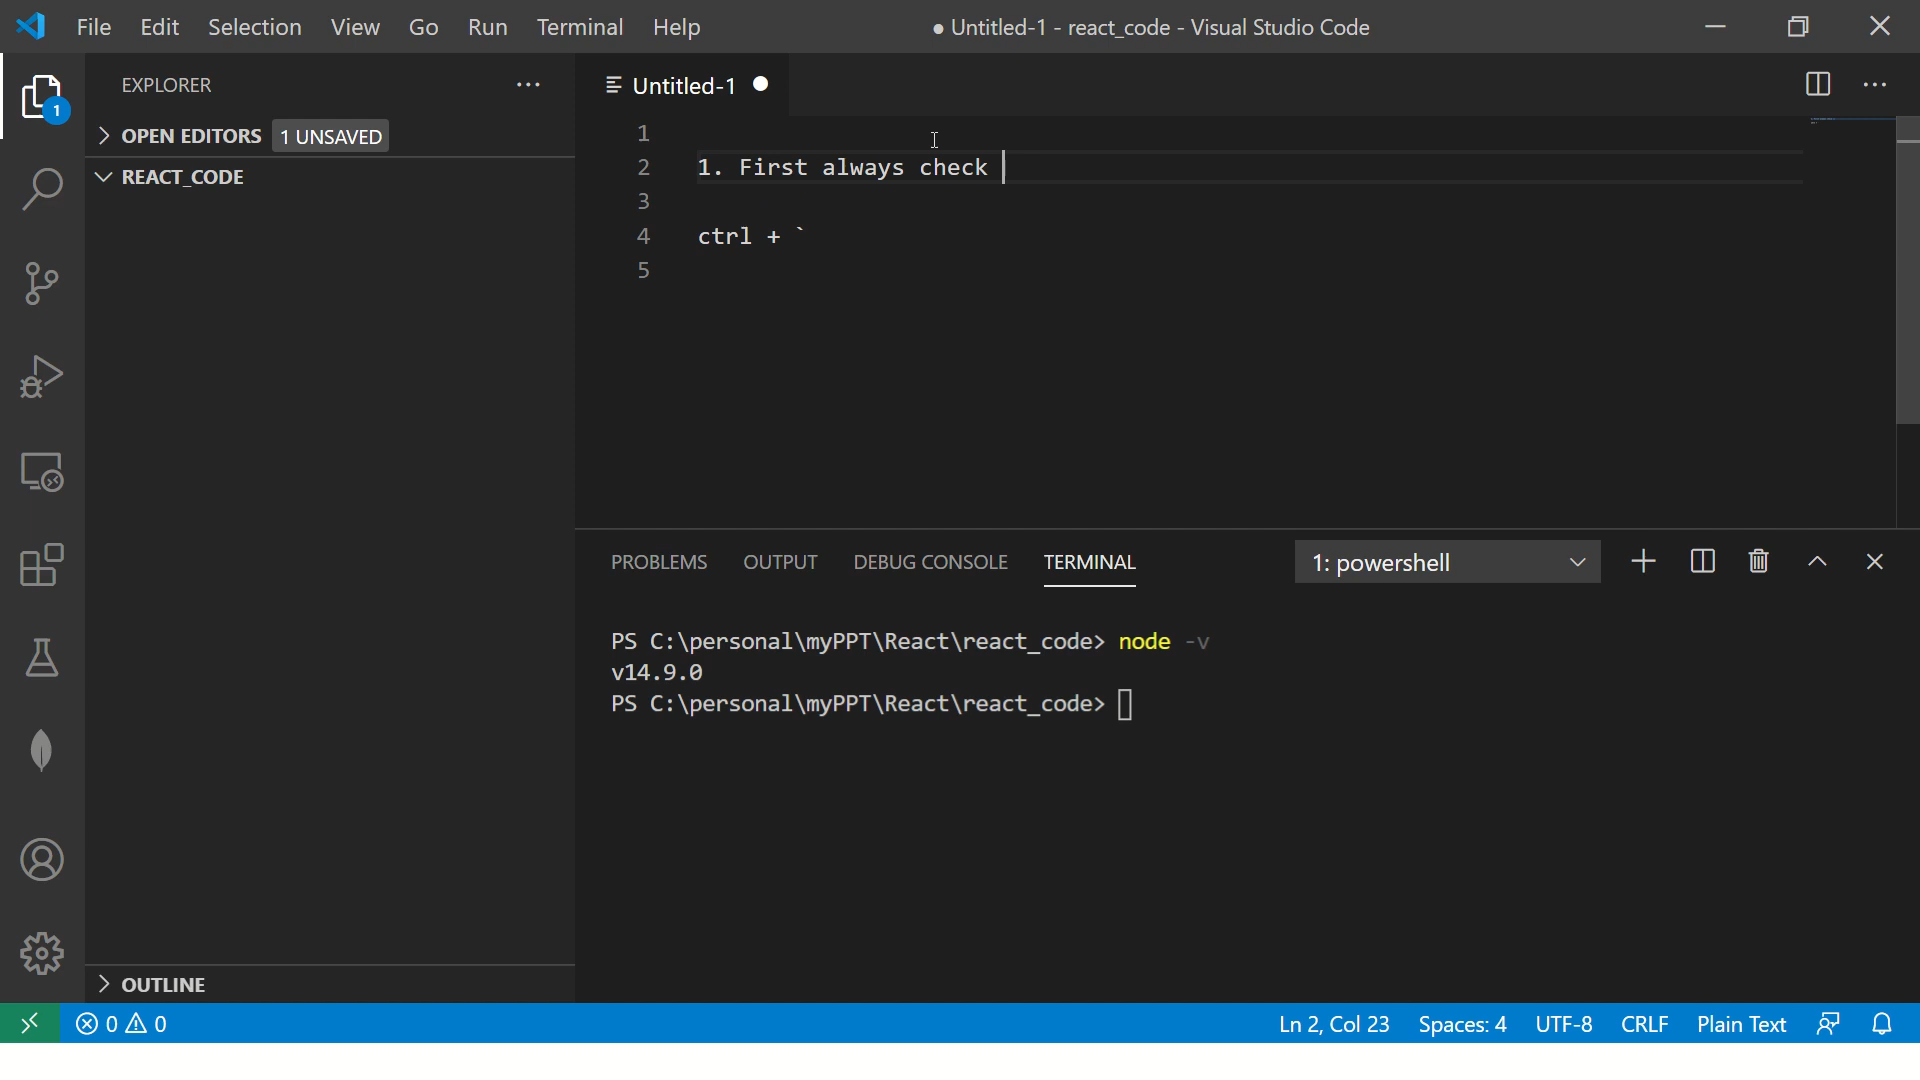 File Edit Selection View Go Run Terminal Help ● Untitled-1 - react_code - Visual Studio Code
EXPLORER
Untitled-1
1
OPEN EDITORS 1 UNSAVED
REACT_CODE
1
2 1. First always check
3
4 ctrl + `
5
PROBLEMS OUTPUT DEBUG CONSOLE TERMINAL 1: powershell
PS C:\personal\myPPT\React\react_code> node -v
v14.9.0
PS C:\personal\myPPT\React\react_code>
OUTLINE
0 0 Ln 2, Col 23 Spaces: 4 UTF-8 CRLF Plain Text